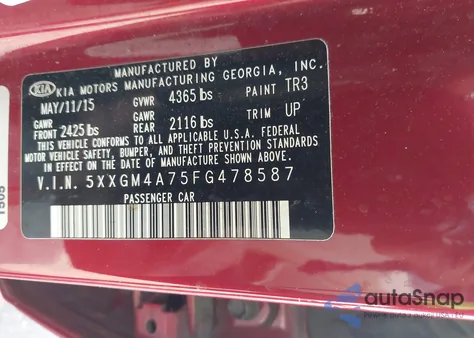 MANUFACTURED BY
KIA KIA MOTORS MANUFACTURING GEORGIA, INC.
MAY/11/15 GVWR 4365 lbs PAINT TR3
GAWR FRONT 2425 lbs GAWR REAR 2116 lbs TRIM UP
THIS VEHICLE CONFORMS TO ALL APPLICABLE U.S.A. FEDERAL
MOTOR VEHICLE SAFETY, BUMPER, AND THEFT PREVENTION STANDARDS
IN EFFECT ON THE DATE OF MANUFACTURE SHOWN ABOVE.
V.I.N. 5XXGM4A75FG478587
PASSENGER CAR
autoSnap